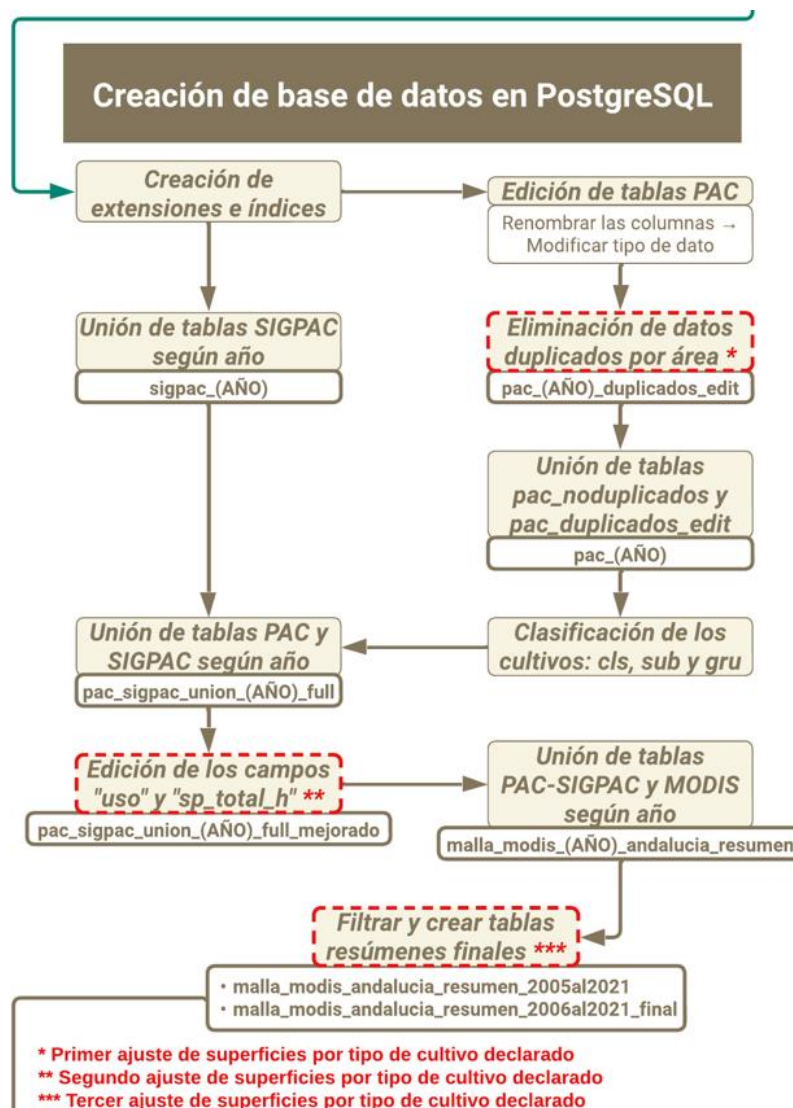 Creación de base de datos en PostgreSQL
Creación de
extensiones e índices
Edición de tablas PAC
Renombrar las columnas →
Modificar tipo de dato
Unión de tablas SIGPAC
según año
sigpac_(AÑO)
Eliminación de datos
duplicados por área *
pac_(AÑO)_duplicados_edit
Unión de tablas
pac_noduplicados y
pac_duplicados_edit
pac_(AÑO)
Unión de tablas PAC y
SIGPAC según año
pac_sigpac_union_(AÑO)_full
Clasificación de los
cultivos: cls, sub y gru
Edición de los campos
"uso" y "sp_total_h" **
pac_sigpac_union_(AÑO)_full_mejorado
Unión de tablas
PAC-SIGPAC y MODIS
según año
malla_modis_(AÑO)_andalucia_resumen
Filtrar y crear tablas
resúmenes finales ***
· malla_modis_andalucia_resumen_2005al2021
· malla_modis_andalucia_resumen_2006al2021_final
* Primer ajuste de superficies por tipo de cultivo declarado
** Segundo ajuste de superficies por tipo de cultivo declarado
*** Tercer ajuste de superficies por tipo de cultivo declarado